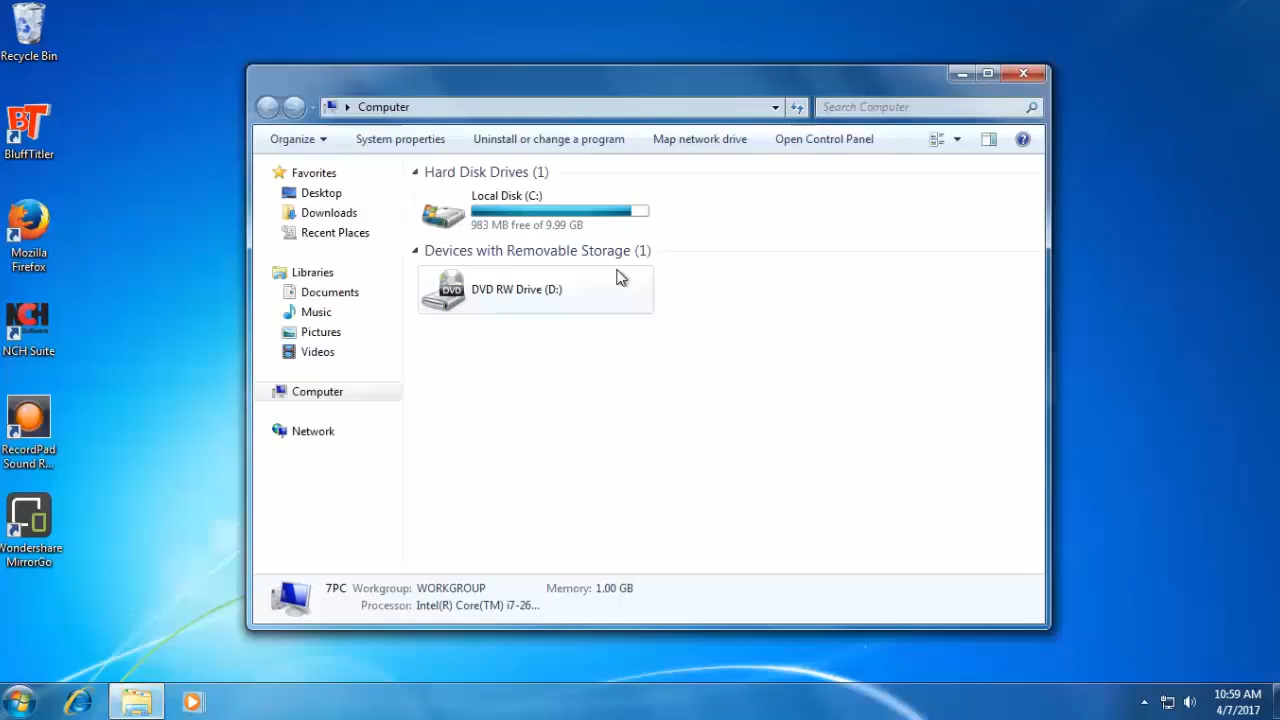 Recycle Bin
BT
BluffTitler
Mozilla
Firefox
NCH
Software
NCH Suite
RecordPad
Sound R...
Wondershare
MirrorGo
Computer
Search Computer
Organize
System properties
Uninstall or change a program
Map network drive
Open Control Panel
Favorites
Desktop
Downloads
Recent Places
Libraries
Documents
Music
Pictures
Videos
Computer
Network
Hard Disk Drives (1)
Local Disk (C:)
983 MB free of 9.99 GB
Devices with Removable Storage (1)
DVD
DVD RW Drive (D:)
7PC Workgroup: WORKGROUP Memory: 1.00 GB
Processor: Intel(R) Core(TM) i7-26...
10:59 AM
4/7/2017